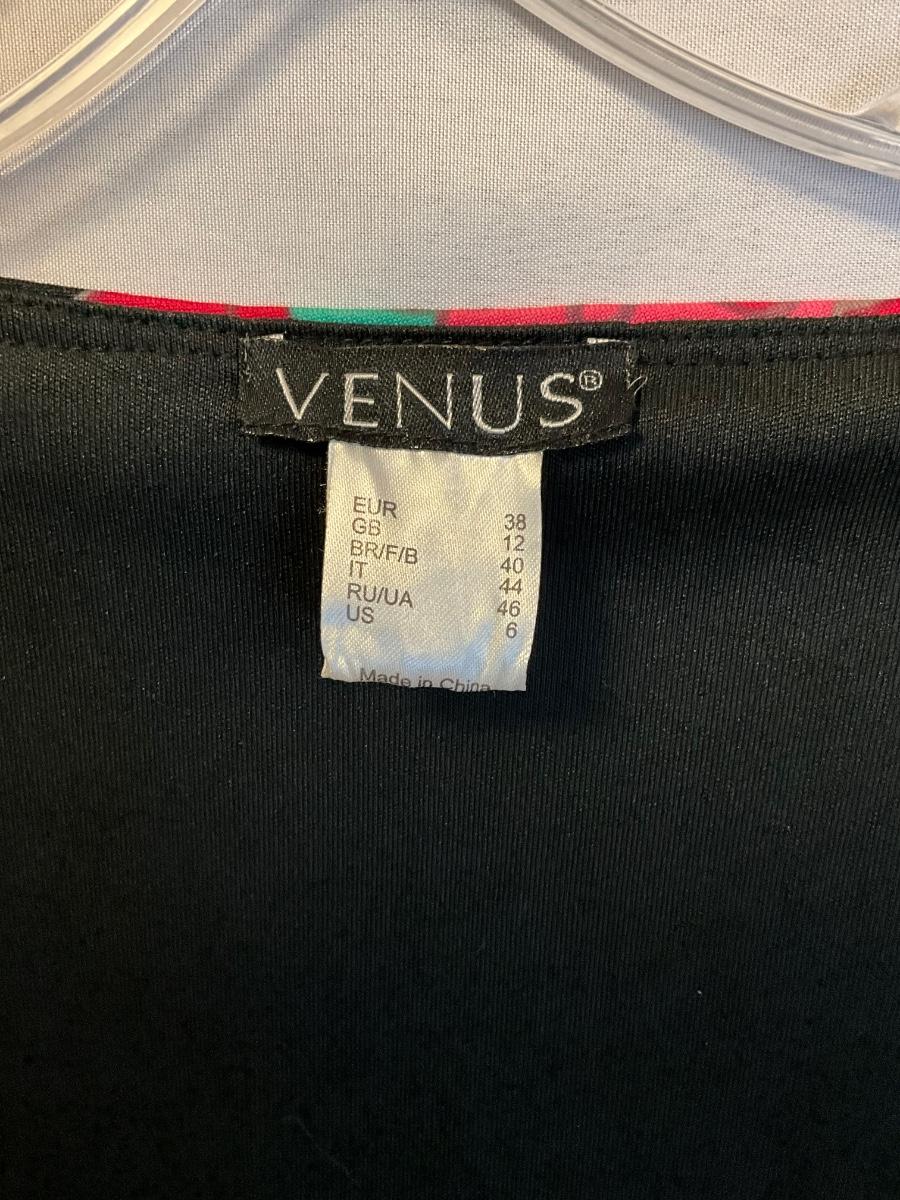 VENUS®
EUR 38
GB 12
BR/F/B 40
IT 44
RU/UA 46
US 6
Made in China